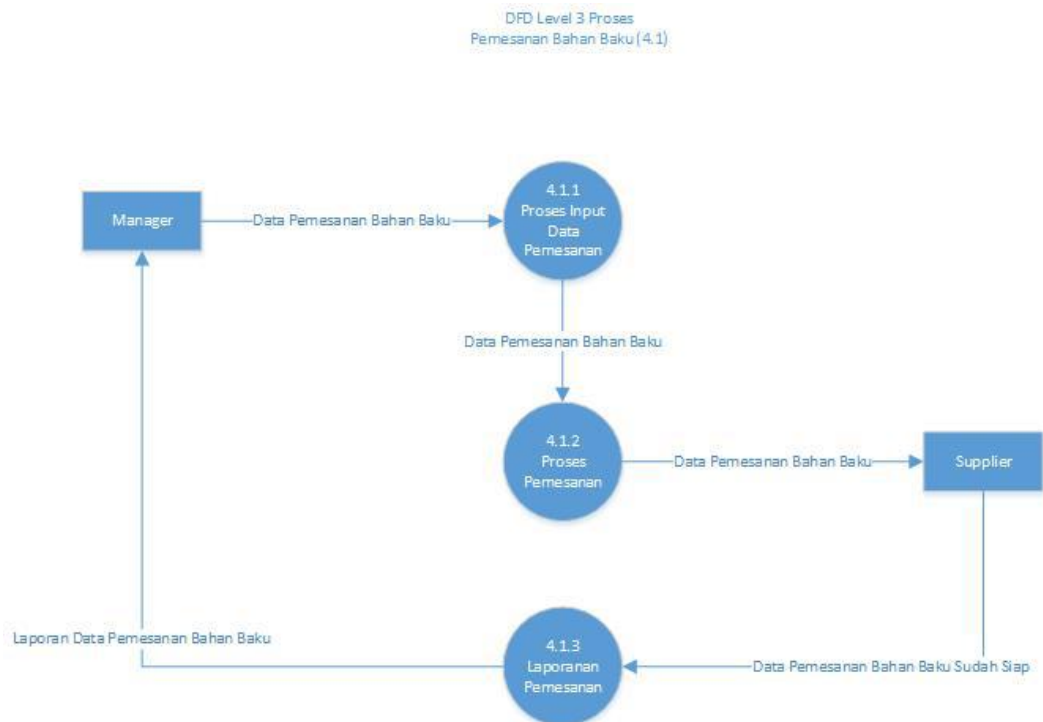 DFD Level 3 Proses
Pemesanan Bahan Baku (4.1)
4.1.1
Proses Input
Data
Pemesanan
Manager
Data Pemesanan Bahan Baku
Data Pemesanan Bahan Baku
4.1.2
Proses
Pemesanan
Data Pemesanan Bahan Baku
Supplier
Laporan Data Pemesanan Bahan Baku
4.1.3
Laporanan
Pemesanan
Data Pemesanan Bahan Baku Sudah Siap